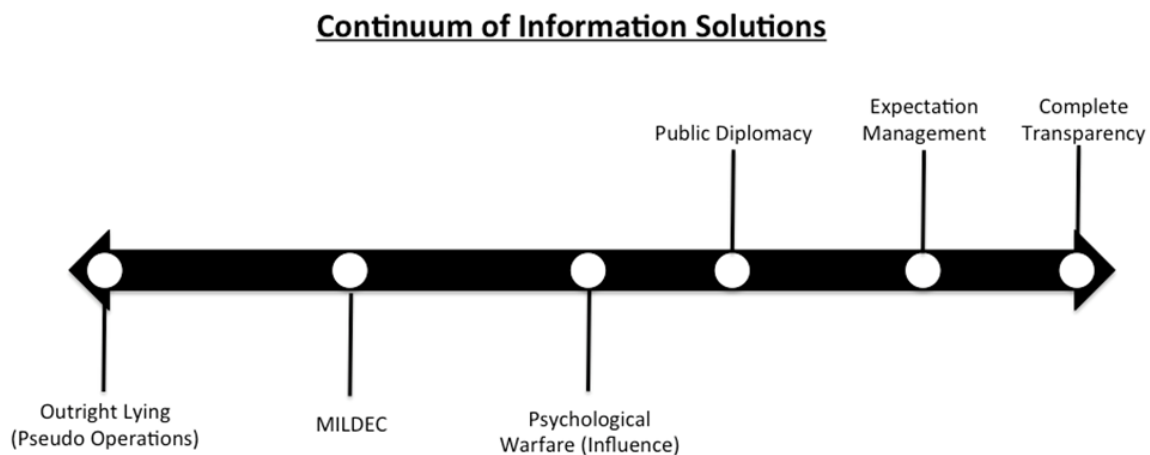 Continuum of Information Solutions
Public Diplomacy
Expectation
Management
Complete
Transparency
Outright Lying
(Pseudo Operations)
MILDEC
Psychological
Warfare (Influence)